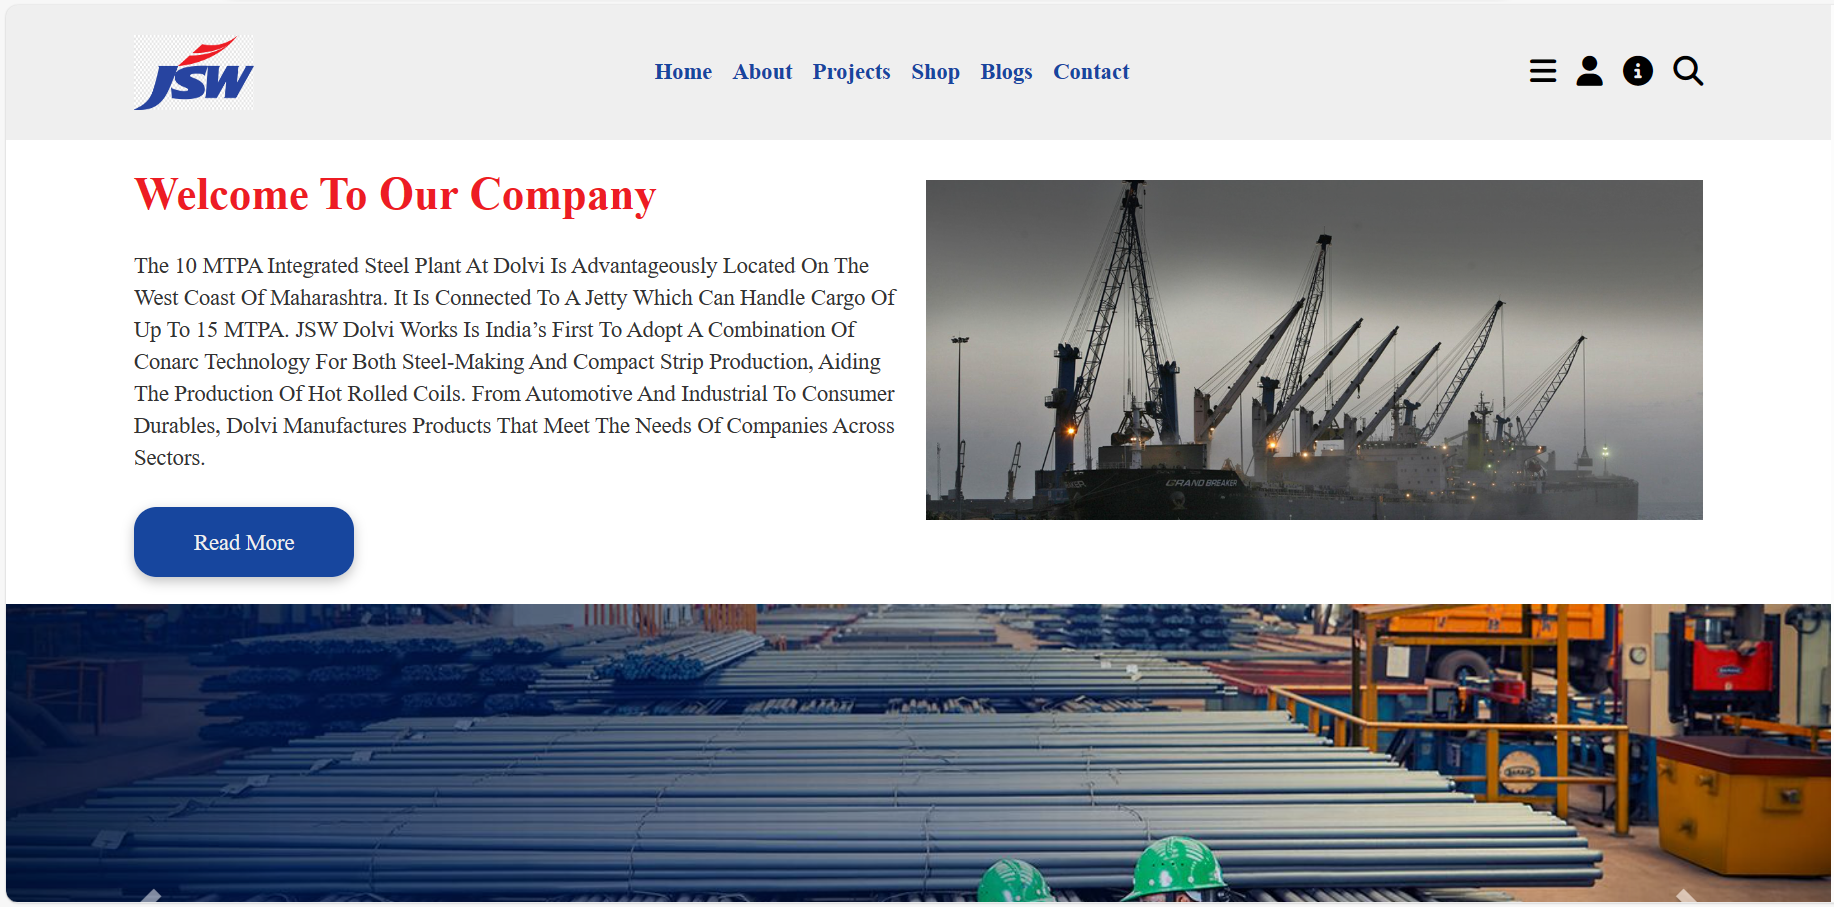 JSW
Home About Projects Shop Blogs Contact
Welcome To Our Company
The 10 MTPA Integrated Steel Plant At Dolvi Is Advantageously Located On The
West Coast Of Maharashtra. It Is Connected To A Jetty Which Can Handle Cargo Of
Up To 15 MTPA. JSW Dolvi Works Is India’s First To Adopt A Combination Of
Conarc Technology For Both Steel-Making And Compact Strip Production, Aiding
The Production Of Hot Rolled Coils. From Automotive And Industrial To Consumer
Durables, Dolvi Manufactures Products That Meet The Needs Of Companies Across
Sectors.
GRAND BREAKER
Read More